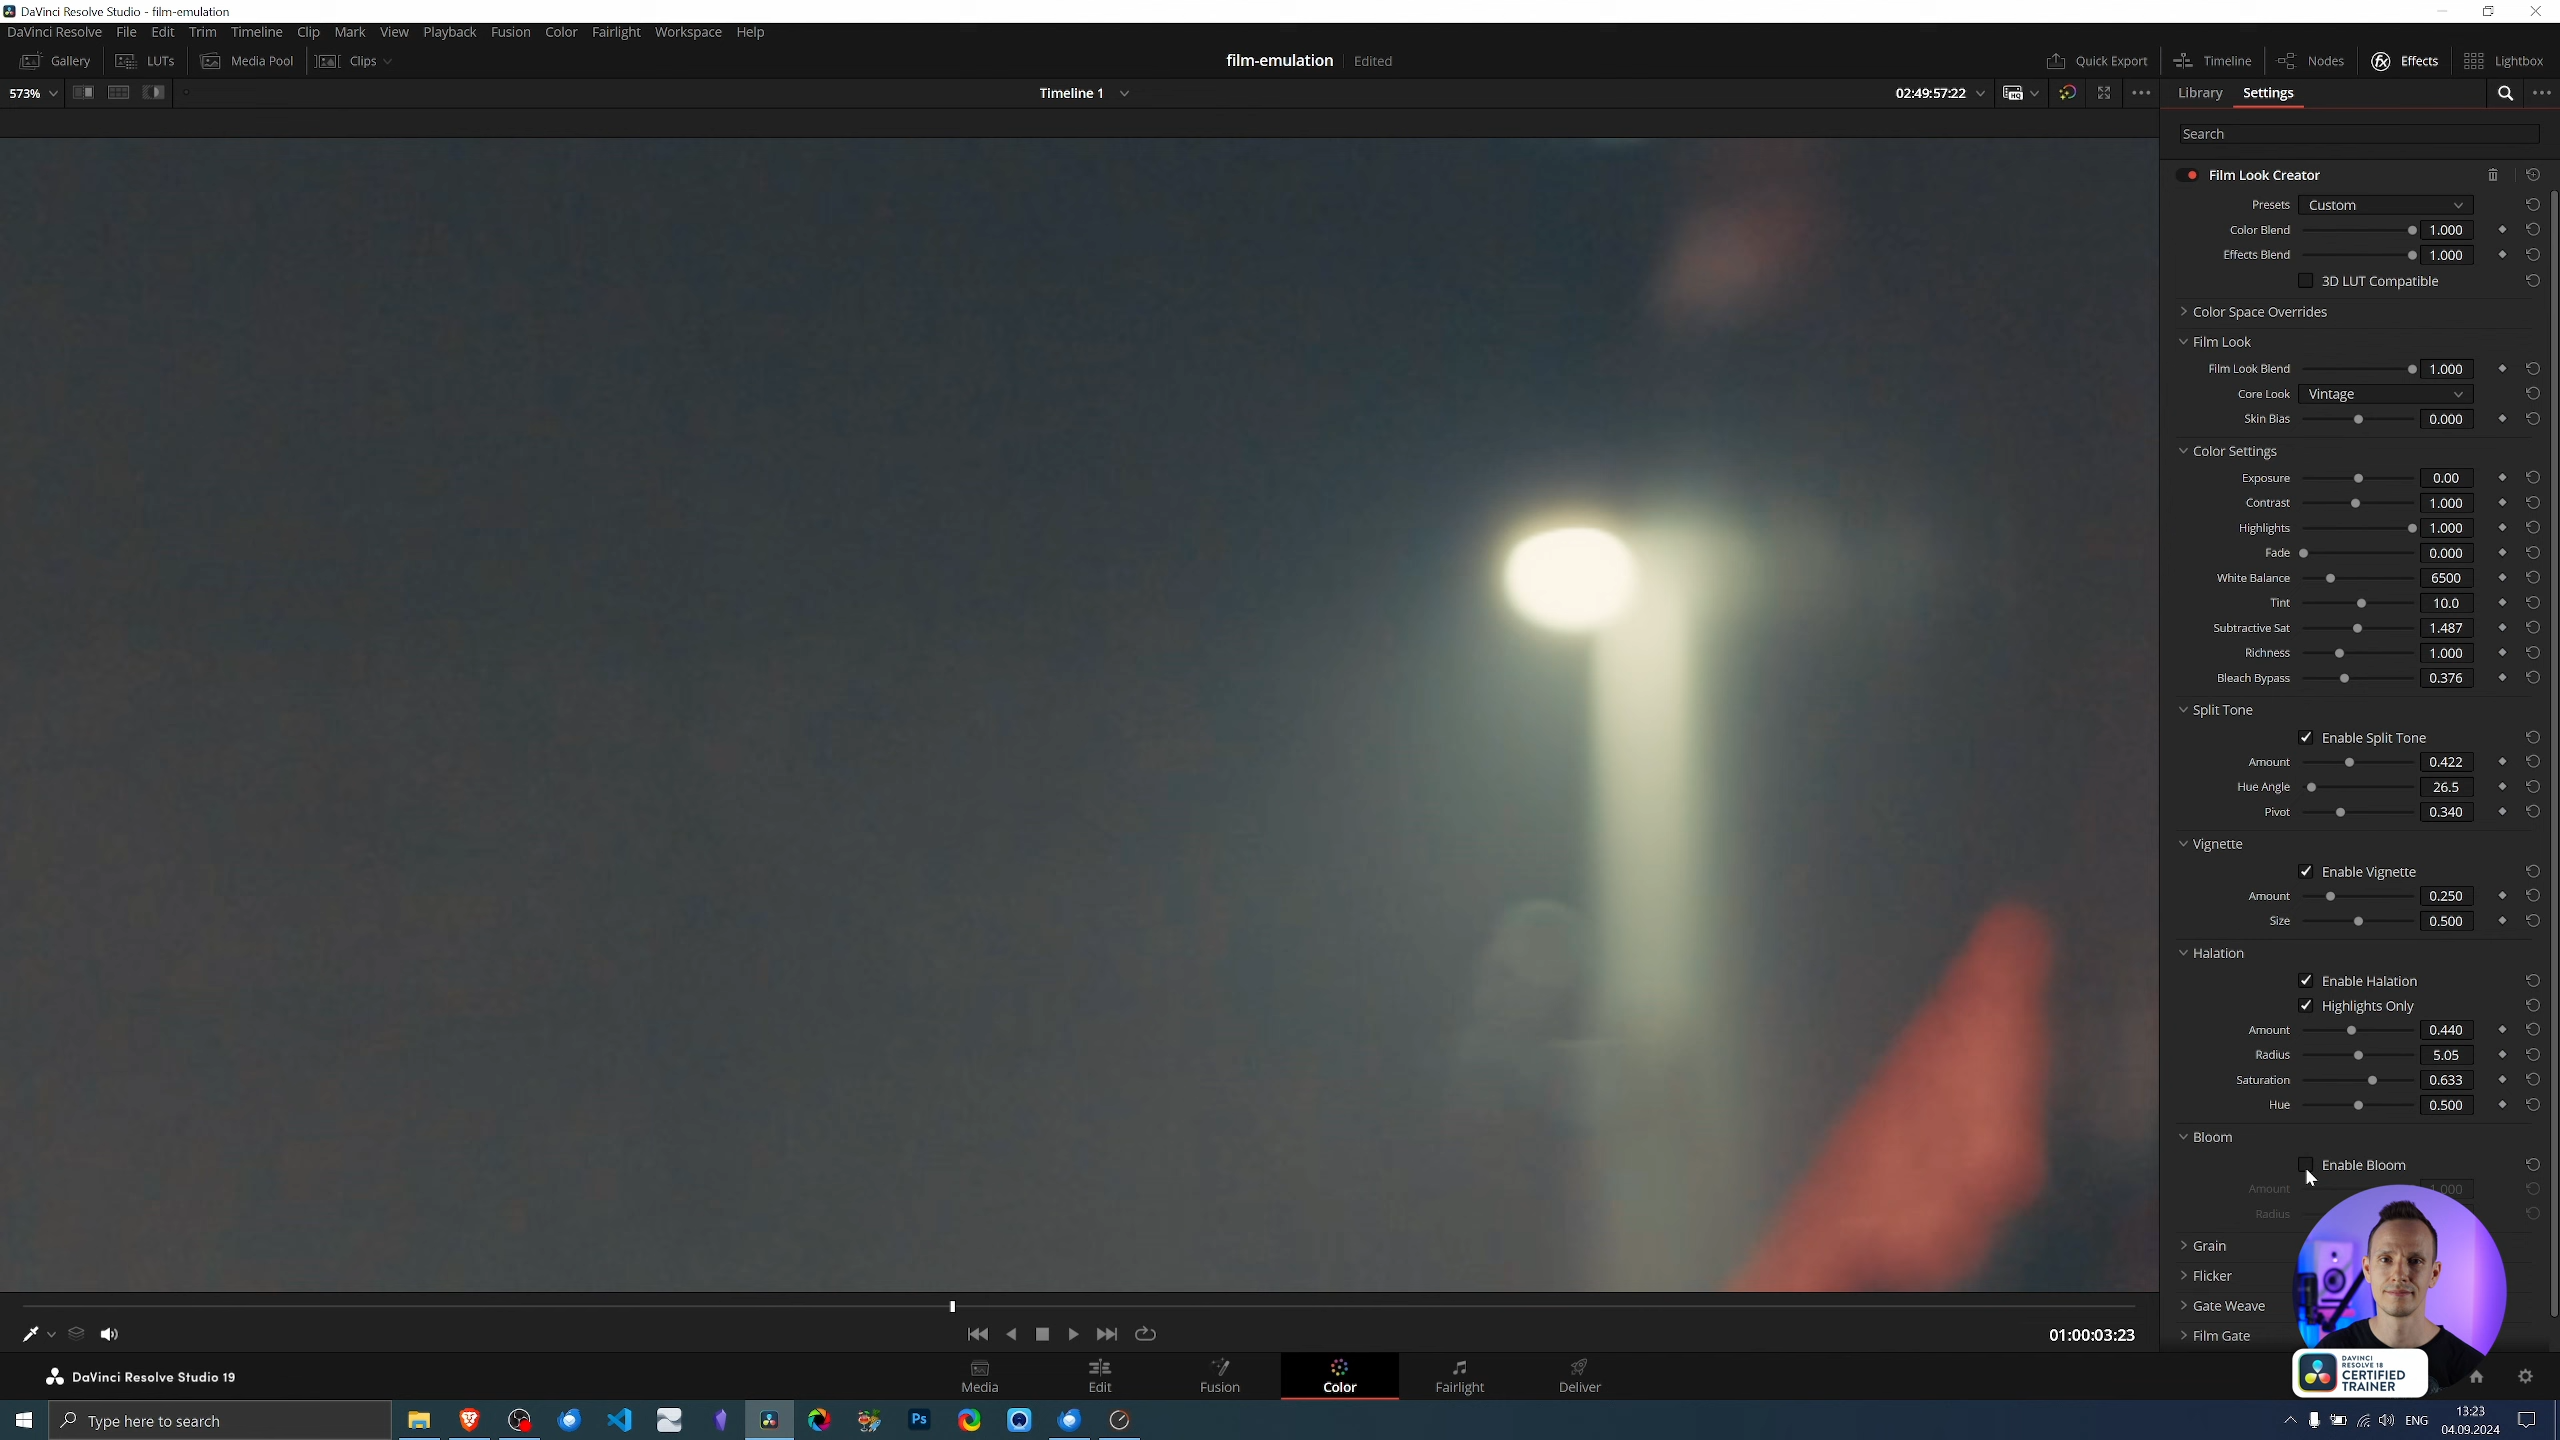 DaVinci Resolve Studio - film-emulation
DaVinci Resolve File Edit Trim Timeline Clip Mark View Playback Fusion Color Fairlight Workspace Help
Gallery LUTs Media Pool Clips film-emulation Edited Quick Export Timeline Nodes Effects Lightbox
573% Timeline 1 02:49:57:22 Library Settings
Search
Film Look Creator
Presets Custom
Color Blend 1.000
Effects Blend 1.000
3D LUT Compatible
Color Space Overrides
Film Look
Film Look Blend 1.000
Core Look Vintage
Skin Bias 0.000
Color Settings
Exposure 0.00
Contrast 1.000
Highlights 1.000
Fade 0.000
White Balance 6500
Tint 10.0
Subtractive Sat 1.487
Richness 1.000
Bleach Bypass 0.376
Split Tone
Enable Split Tone
Amount 0.422
Hue Angle 26.5
Pivot 0.340
Vignette
Enable Vignette
Amount 0.250
Size 0.500
Halation
Enable Halation
Highlights Only
Amount 0.440
Radius 5.05
Saturation 0.633
Hue 0.500
Bloom
Enable Bloom
Amount
Radius
Grain
Flicker
Gate Weave
Film Gate
01:00:03:23
DaVinci Resolve Studio 19
Media Edit Fusion Color Fairlight Deliver
DAVINCI
RESOLVE 18
CERTIFIED
TRAINER
Type here to search
Ps
ENG
13:23
04.09.2024